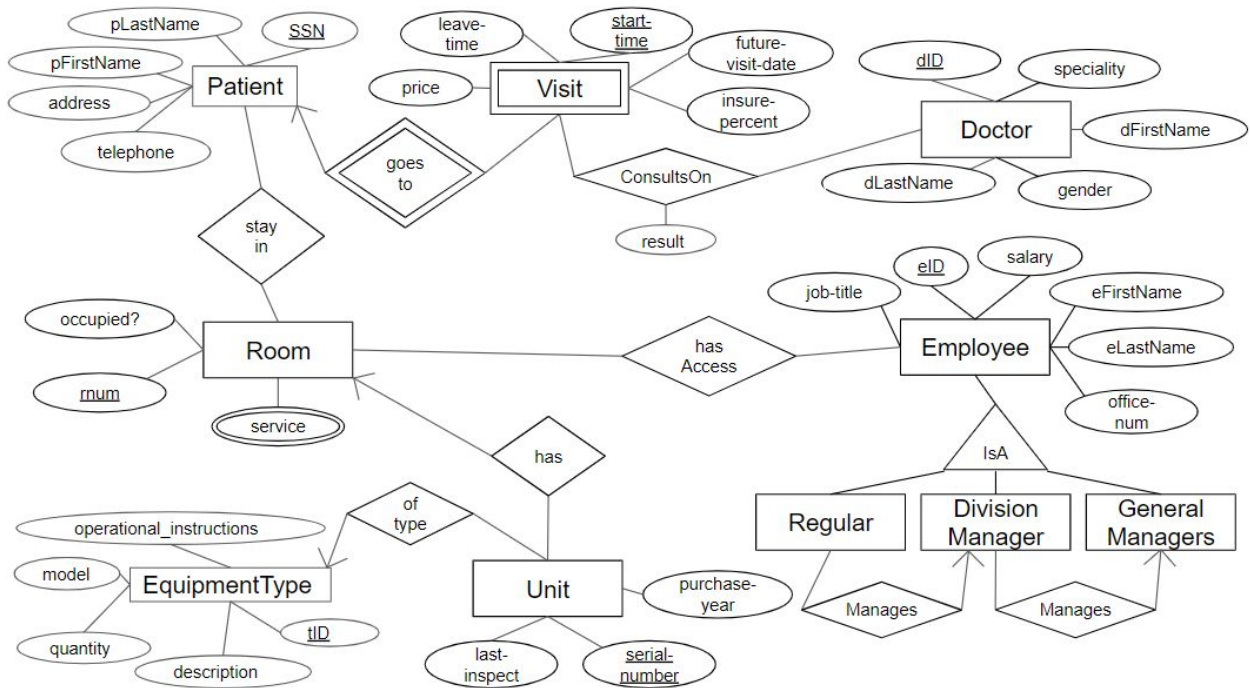 pLastName
SSN
pFirstName
Patient
address
telephone
leave-
time
start-
time
future-
visit-date
price
Visit
insure-
percent
dID
speciality
Doctor
dFirstName
dLastName
gender
goes
to
ConsultsOn
result
stay
in
occupied?
Room
rnum
service
has
Access
job-title
eID
salary
eFirstName
Employee
eLastName
office-
num
IsA
Regular
Division
Manager
General
Managers
Manages
Manages
has
of
type
operational_instructions
model
EquipmentType
quantity
tID
description
Unit
purchase-
year
last-
inspect
serial-
number